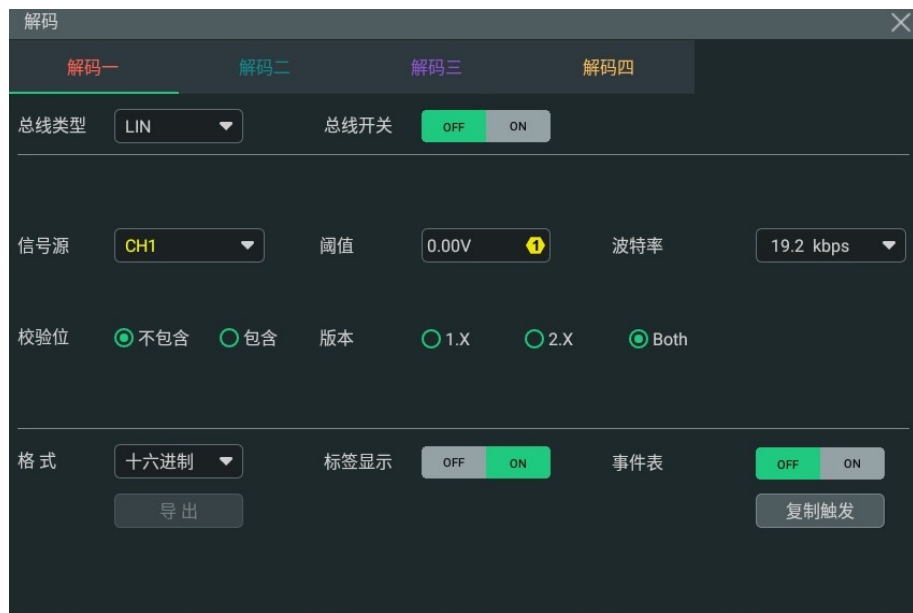 解码
解码一 解码二 解码三 解码四
总线类型 LIN 总线开关 OFF ON
信号源 CH1 阈值 0.00V 1 波特率 19.2 kbps
校验位 不包含 包含 版本 1.X 2.X Both
格式 十六进制 标签显示 OFF ON 事件表 OFF ON
导出 复制触发